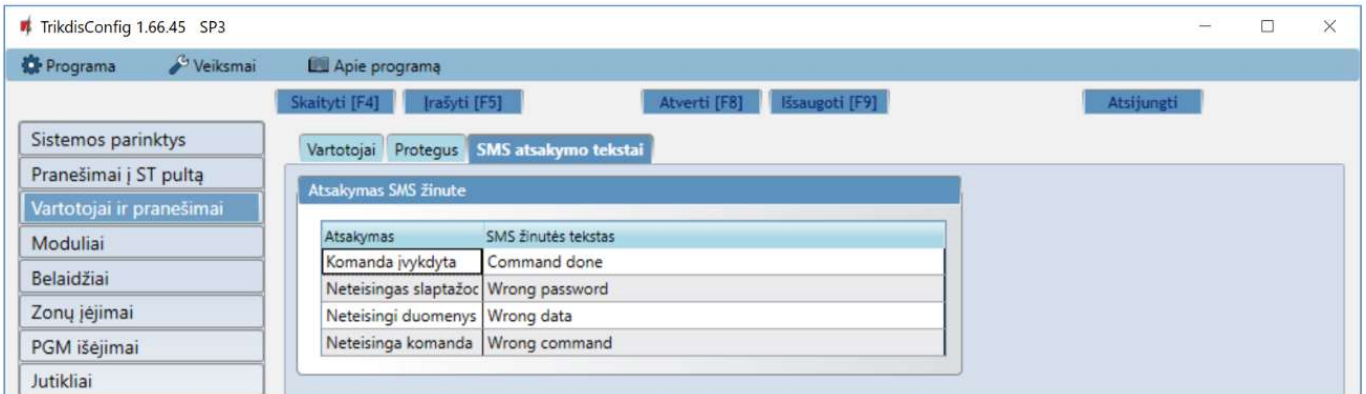 TrikdisConfig 1.66.45 SP3
Programa Veiksmai Apie programą
Skaityti [F4] Įrašyti [F5] Atverti [F8] Išsaugoti [F9] Atsijungti
Sistemos parinktys
Pranešimai į ST pultą
Vartotojai ir pranešimai
Moduliai
Belaidžiai
Zonų įėjimai
PGM išėjimai
Jutikliai
Vartotojai Protegus SMS atsakymo tekstai
Atsakymas SMS žinute
Atsakymas SMS žinutės tekstas
Komanda įvykdyta Command done
Neteisingas slaptažoc Wrong password
Neteisingi duomenys Wrong data
Neteisinga komanda Wrong command